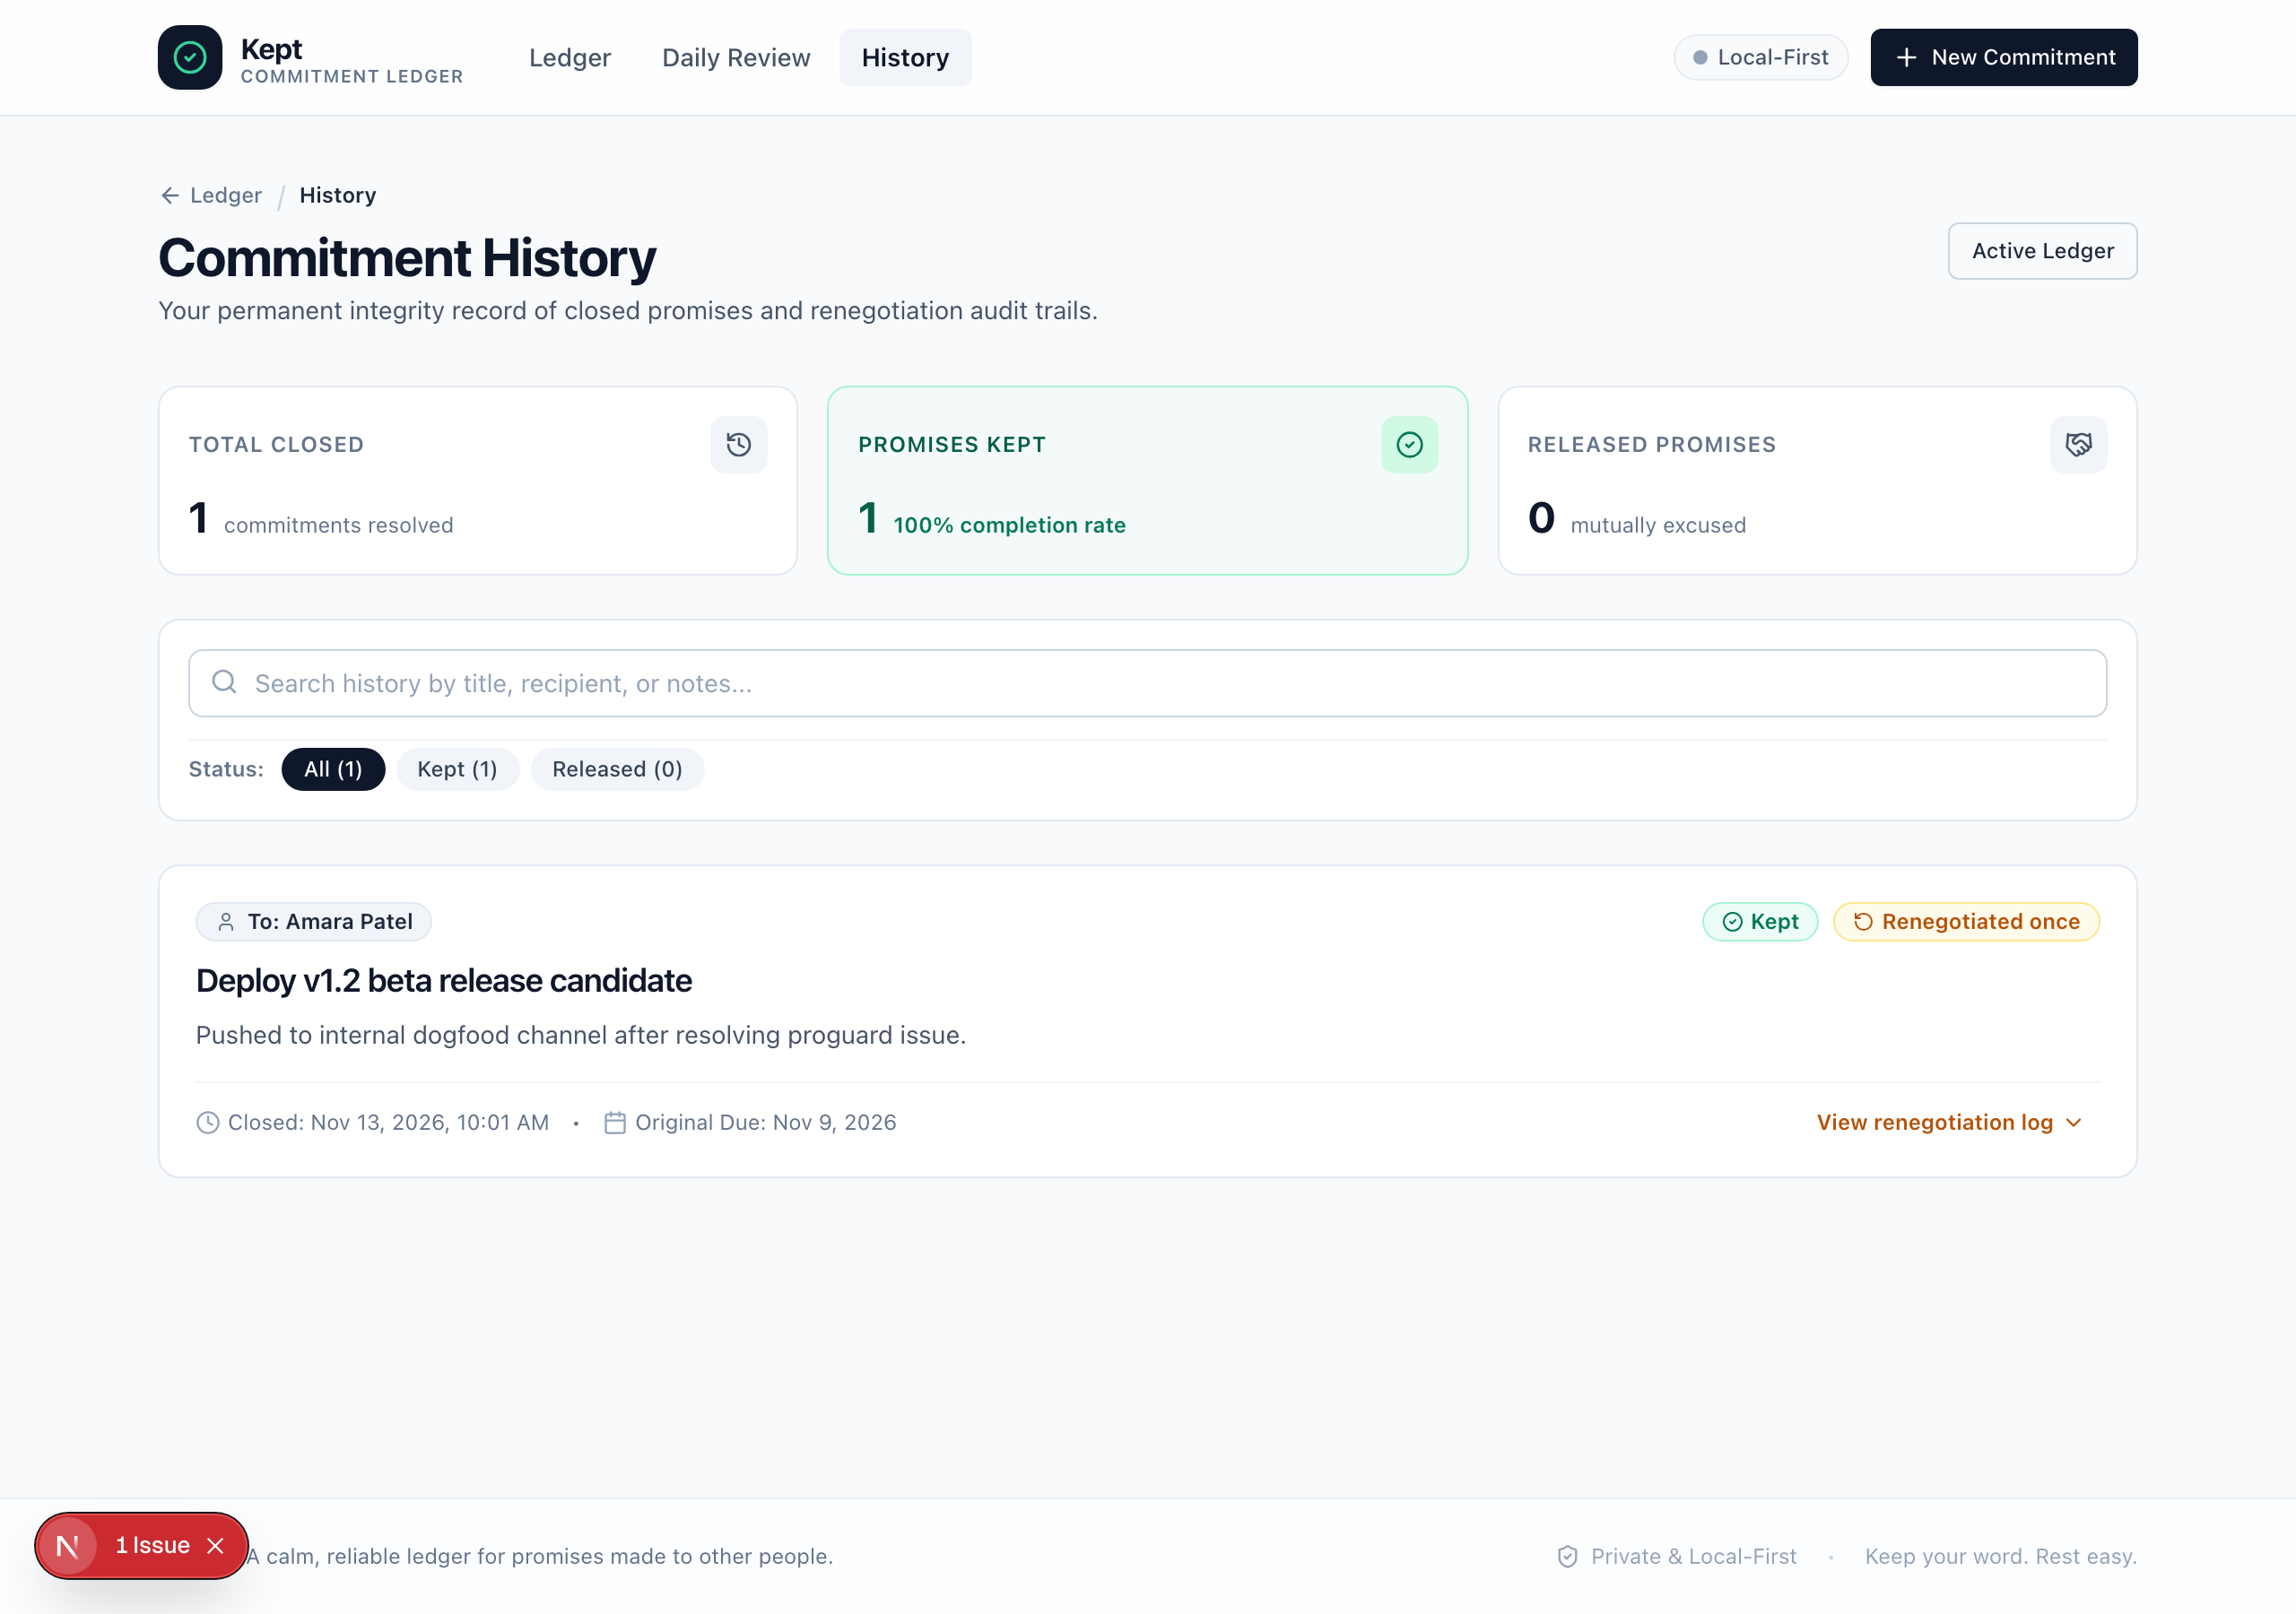 Kept
COMMITMENT LEDGER
Ledger
Daily Review
History
Local-First
New Commitment
Ledger / History
Commitment History
Active Ledger
Your permanent integrity record of closed promises and renegotiation audit trails.
TOTAL CLOSED
1 commitments resolved
PROMISES KEPT
1 100% completion rate
RELEASED PROMISES
0 mutually excused
Search history by title, recipient, or notes...
Status: All (1) Kept (1) Released (0)
To: Amara Patel
Kept
Renegotiated once
Deploy v1.2 beta release candidate
Pushed to internal dogfood channel after resolving proguard issue.
Closed: Nov 13, 2026, 10:01 AM • Original Due: Nov 9, 2026
View renegotiation log
N 1 Issue
A calm, reliable ledger for promises made to other people.
Private & Local-First • Keep your word. Rest easy.